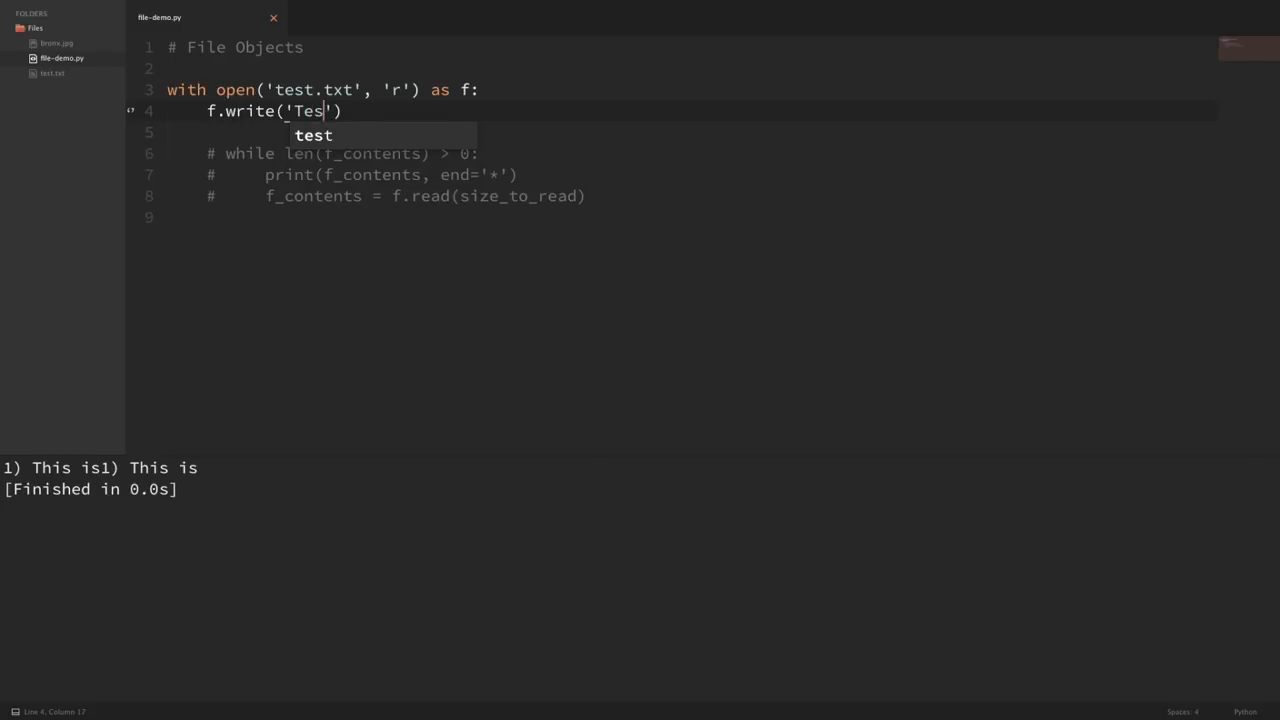 FOLDERS
Files
bronx.jpg
file-demo.py
test.txt
file-demo.py
1 # File Objects
2
3 with open('test.txt', 'r') as f:
4 f.write('Tes')
test
5
6 # while len(f_contents) > 0:
7 # print(f_contents, end='*')
8 # f_contents = f.read(size_to_read)
9
1) This is1) This is
[Finished in 0.0s]
Line 4, Column 17
Spaces: 4
Python